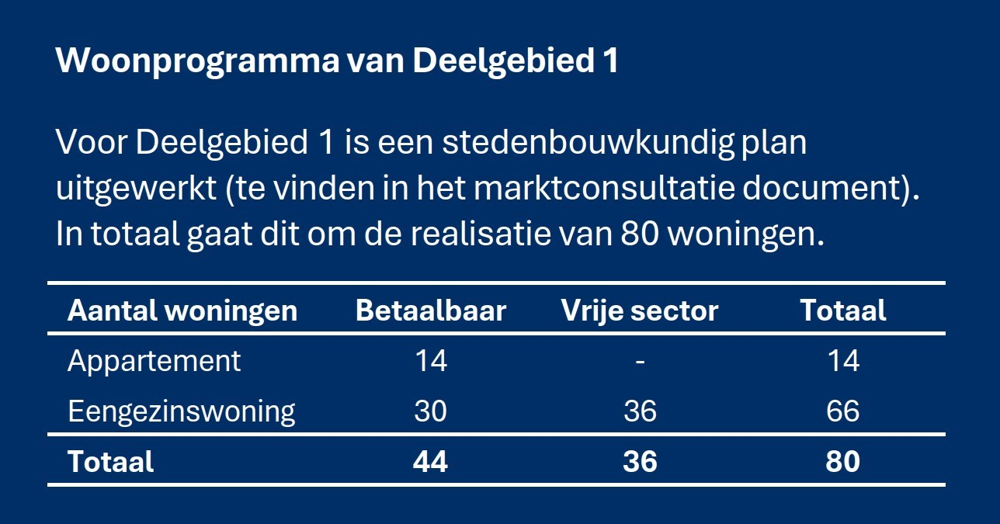 Woonprogramma van Deelgebied 1
Voor Deelgebied 1 is een stedenbouwkundig plan
uitgewerkt (te vinden in het marktconsultatie document).
In totaal gaat dit om de realisatie van 80 woningen.
Aantal woningen Betaalbaar Vrije sector Totaal
Appartement 14 - 14
Eengezinswoning 30 36 66
Totaal 44 36 80